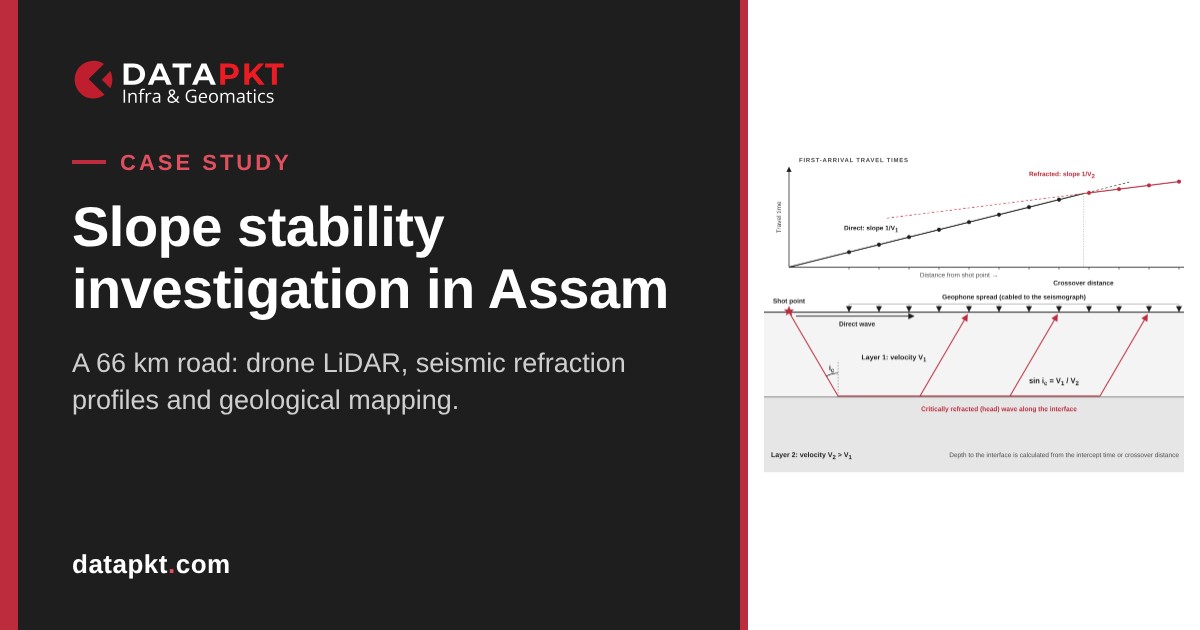 DATAPKT
Infra & Geomatics
CASE STUDY
Slope stability
investigation in Assam
A 66 km road: drone LiDAR, seismic refraction
profiles and geological mapping.
datapkt.com
FIRST-ARRIVAL TRAVEL TIMES
Refracted: slope 1/V2
Travel time
Direct: slope 1/V1
Distance from shot point →
Crossover distance
Geophone spread (cabled to the seismograph)
Shot point
Direct wave
Layer 1: velocity V1
ic
sin ic = V1 / V2
Critically refracted (head) wave along the interface
Layer 2: velocity V2 > V1
Depth to the interface is calculated from the intercept time or crossover distance